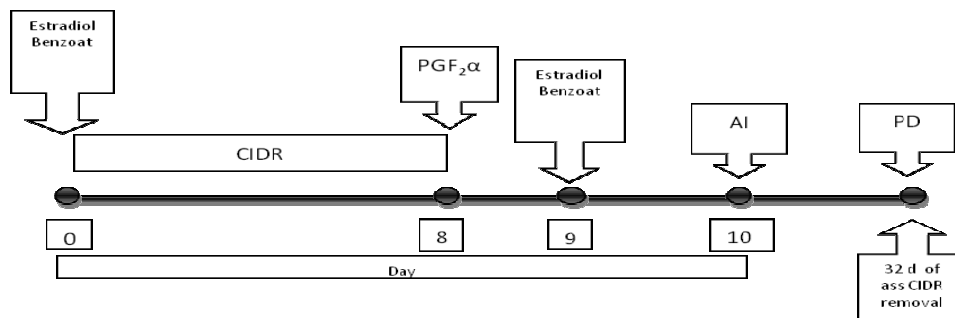 Estradiol
Benzoat
PGF₂α
Estradiol
Benzoat
AI
PD
CIDR
0
8
9
10
Day
32 d of
ass CIDR
removal